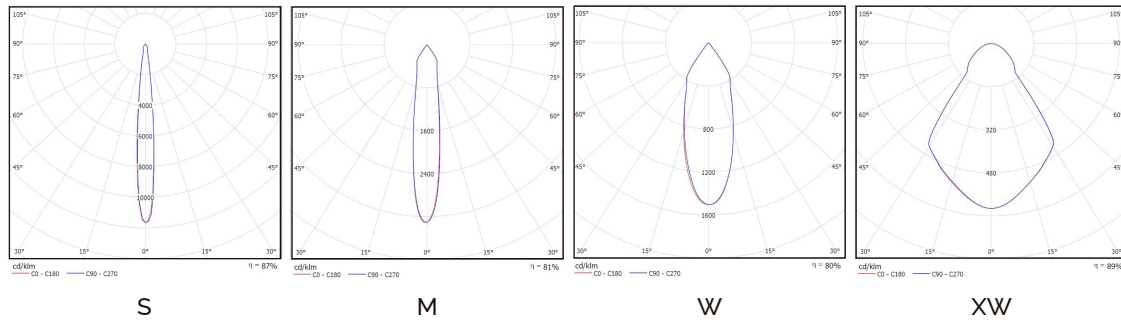 105° 105°
90° 90°
75° 75°
60° 60°
45° 45°
4000
6000
8000
10000
30° 15° 0° 15° 30°
cd/klm η = 87%
C0 - C180 C90 - C270
S
105° 105°
90° 90°
75° 75°
60° 60°
45° 45°
1600
2400
30° 15° 0° 15° 30°
cd/klm η = 81%
C0 - C180 C90 - C270
M
105° 105°
90° 90°
75° 75°
60° 60°
45° 45°
800
1200
1600
30° 15° 0° 15° 30°
cd/klm η = 80%
C0 - C180 C90 - C270
W
105° 105°
90° 90°
75° 75°
60° 60°
45° 45°
320
480
30° 15° 0° 15° 30°
cd/klm η = 89%
C0 - C180 C90 - C270
XW